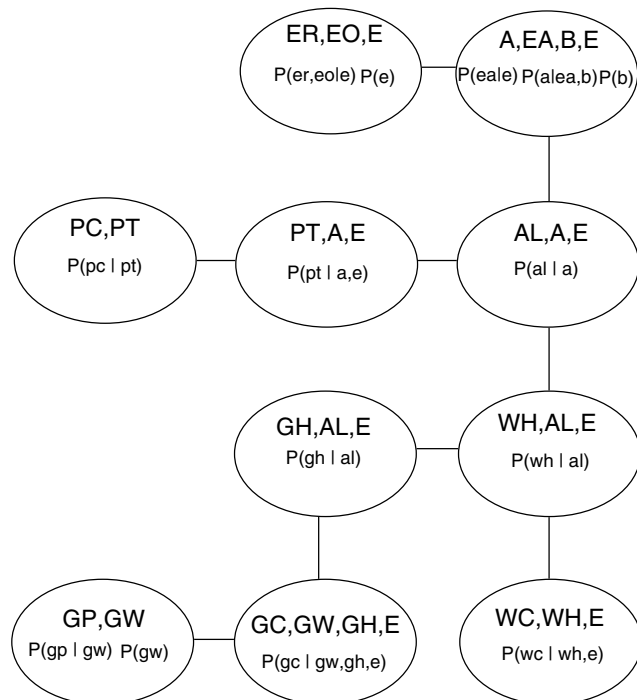 ER,EO,E
P(er,eole) P(e)
A,EA,B,E
P(eale) P(alea,b) P(b)
PC,PT
P(pc | pt)
PT,A,E
P(pt | a,e)
AL,A,E
P(al | a)
GH,AL,E
P(gh | al)
WH,AL,E
P(wh | al)
GP,GW
P(gp | gw) P(gw)
GC,GW,GH,E
P(gc | gw,gh,e)
WC,WH,E
P(wc | wh,e)